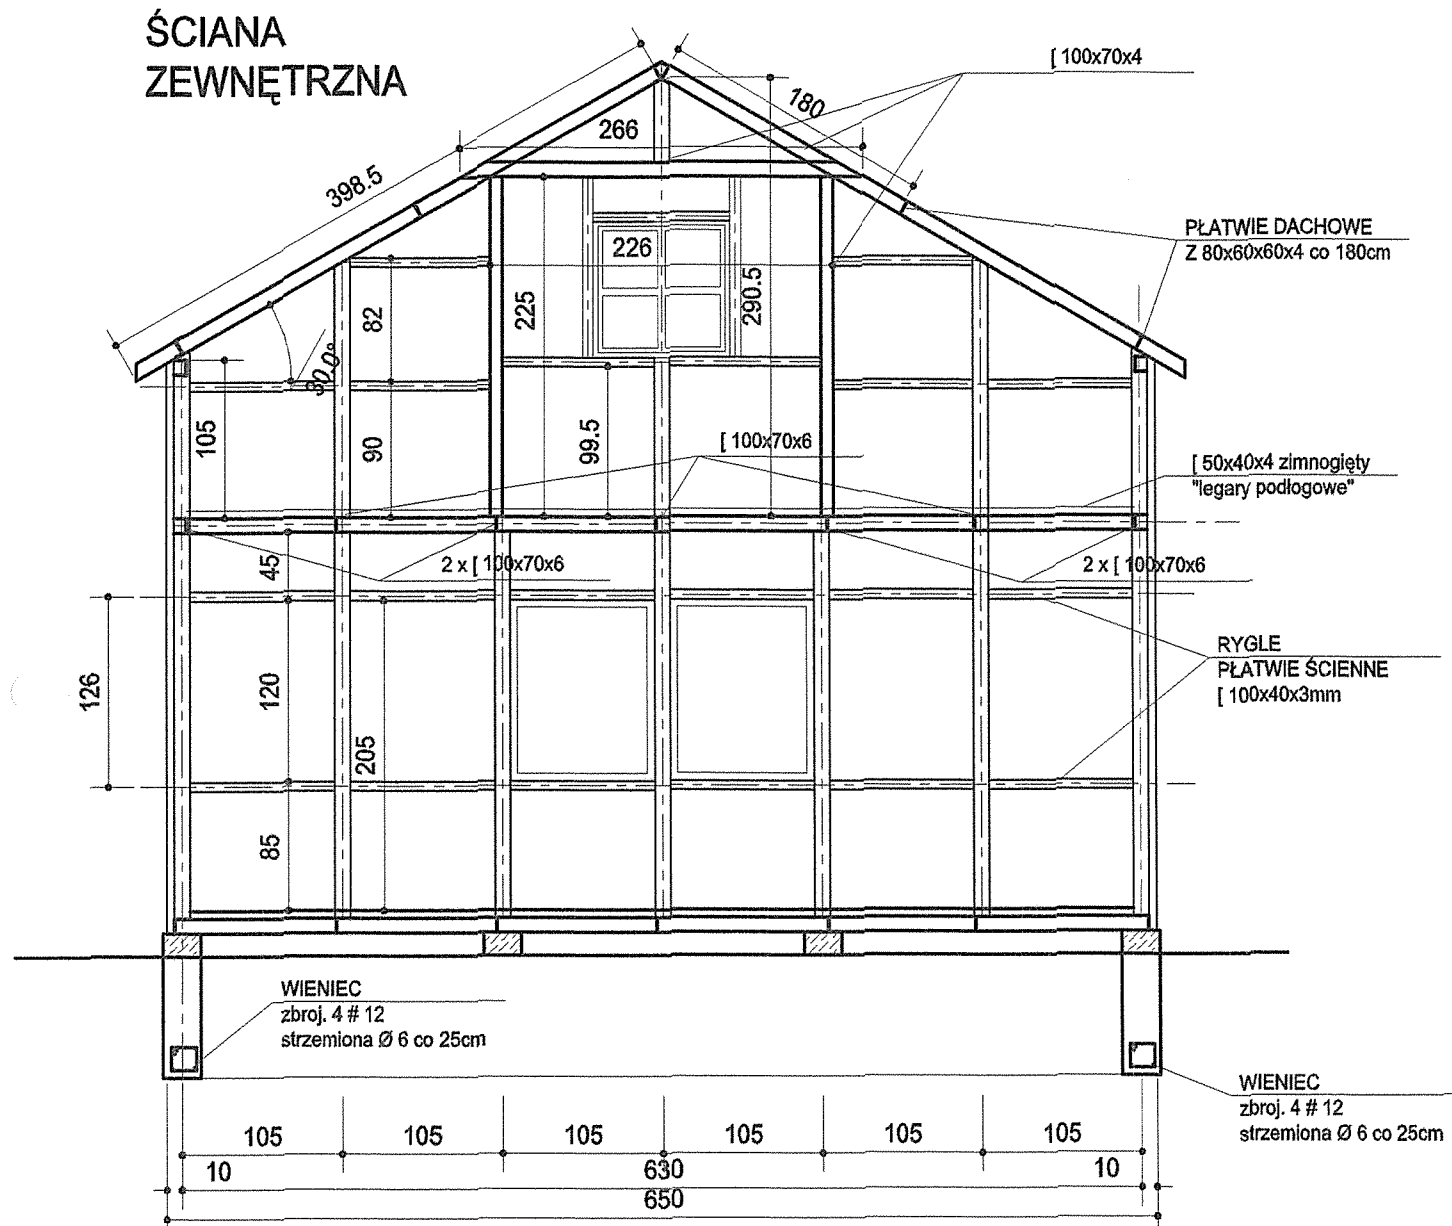 ŚCIANA
ZEWNĘTRZNA
[ 100x70x4
180
266
398.5
PŁATWIE DACHOWE
Z 80x60x60x4 co 180cm
226
82
225
290.5
30.0°
105
90
99.5
[ 100x70x6
[ 50x40x4 zimnogięty
"legary podłogowe"
45
2 x [ 100x70x6
2 x [ 100x70x6
RYGLE
PŁATWIE ŚCIENNE
[ 100x40x3mm
126
120
205
85
WIENIEC
zbroj. 4 # 12
strzemiona Ø 6 co 25cm
WIENIEC
zbroj. 4 # 12
strzemiona Ø 6 co 25cm
105 105 105 105 105 105
10 630 10
650